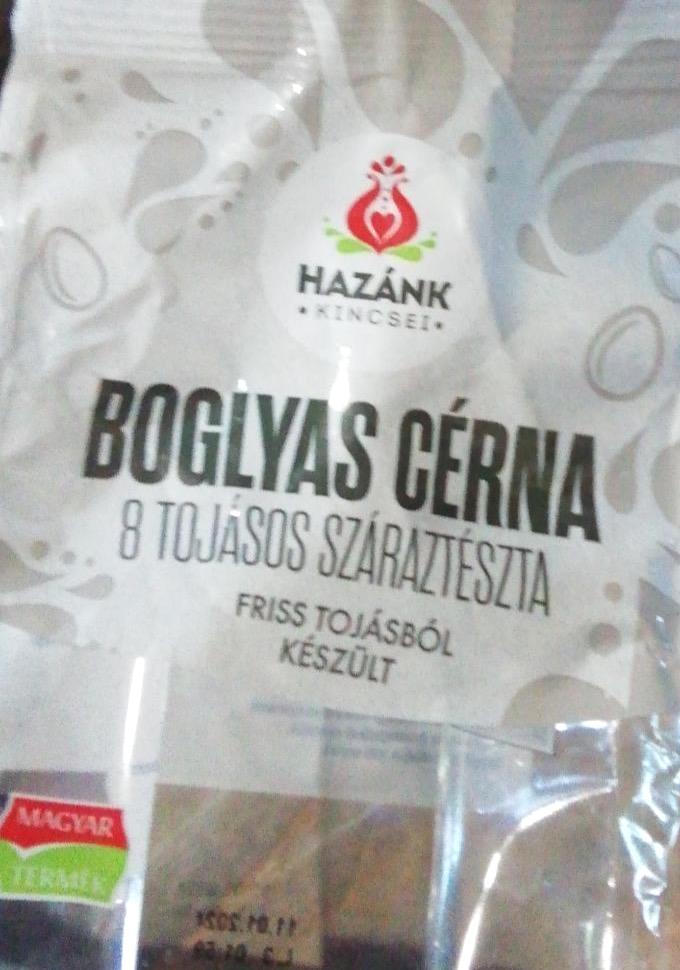 HAZÁNK
• KINCSEI •
BOGLYAS CÉRNA
8 TOJÁSOS SZÁRAZTÉSZTA
FRISS TOJÁSBÓL
KÉSZÜLT
MAGYAR
TERMÉK